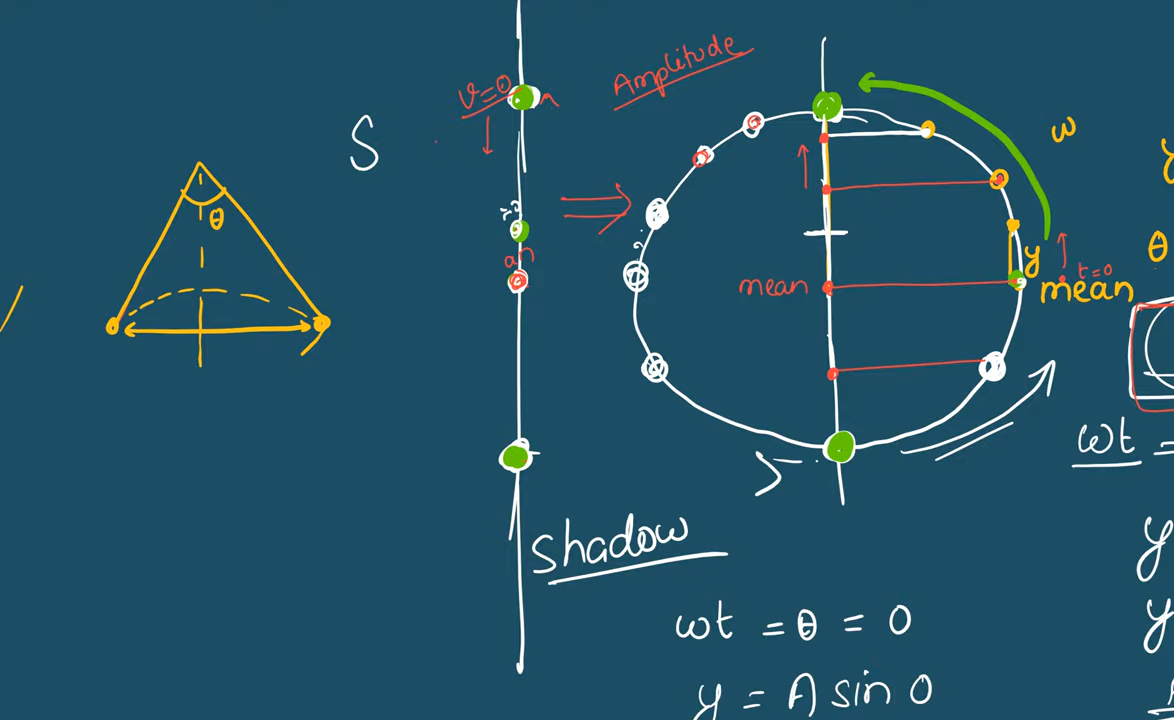 Amplitude
v=0
S
ω
θ
y
t=0
mean
mean
θ
ωt =
shadow
y
ωt = θ = 0
y
y = A sin 0